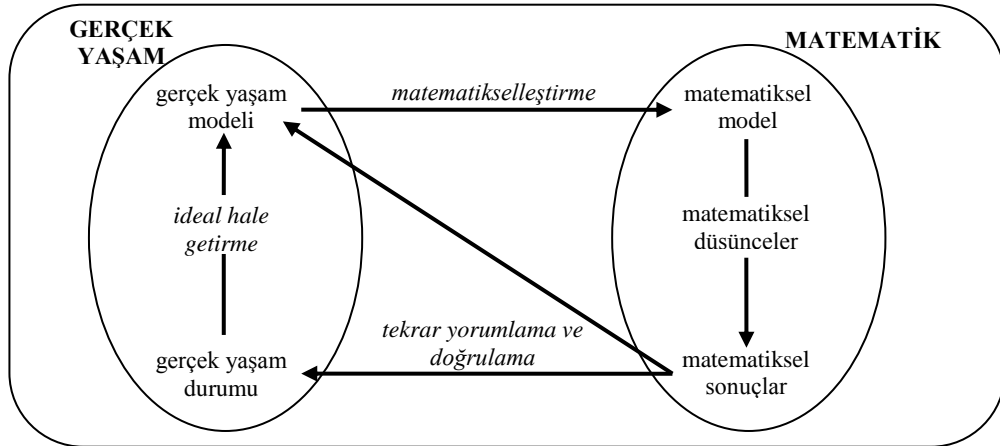 GERÇEK
YAŞAM
MATEMATİK
gerçek yaşam
modeli
matematikselleştirme
matematiksel
model
ideal hale
getirme
matematiksel
düsünceler
tekrar yorumlama ve
doğrulama
gerçek yaşam
durumu
matematiksel
sonuçlar